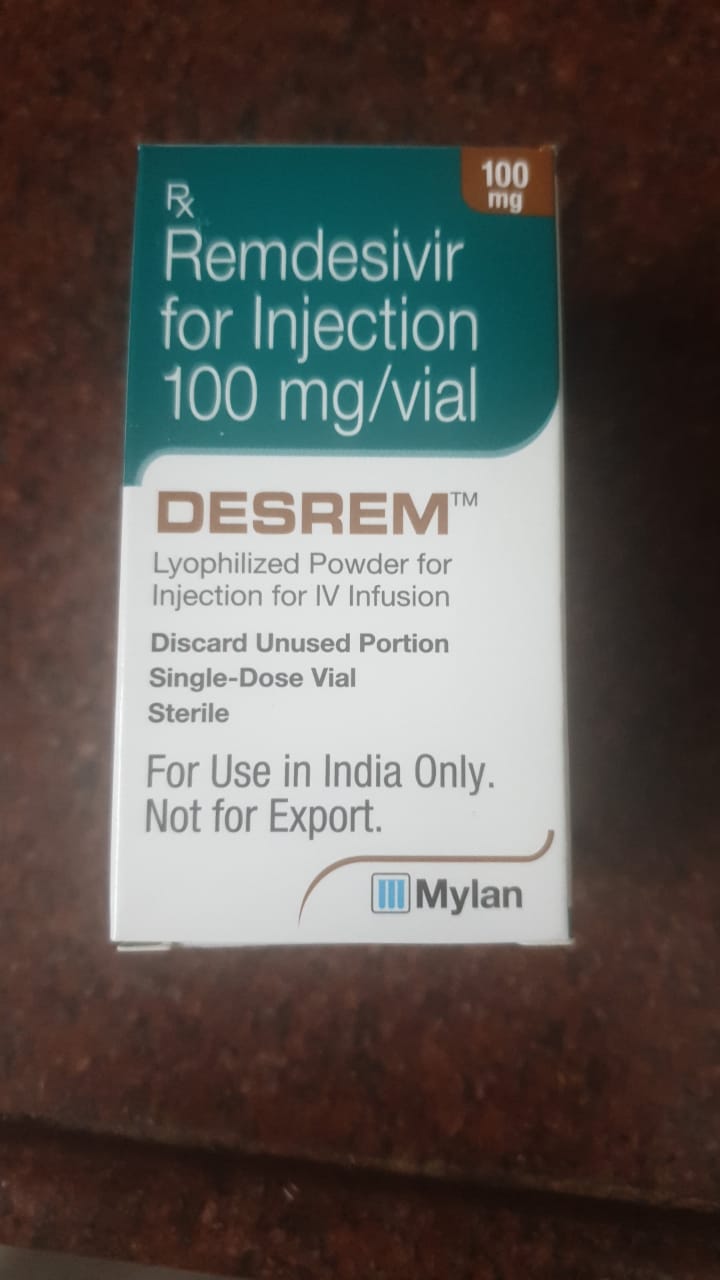 100
mg
Rx
Remdesivir
for Injection
100 mg/vial
DESREM™
Lyophilized Powder for
Injection for IV Infusion
Discard Unused Portion
Single-Dose Vial
Sterile
For Use in India Only.
Not for Export.
Mylan